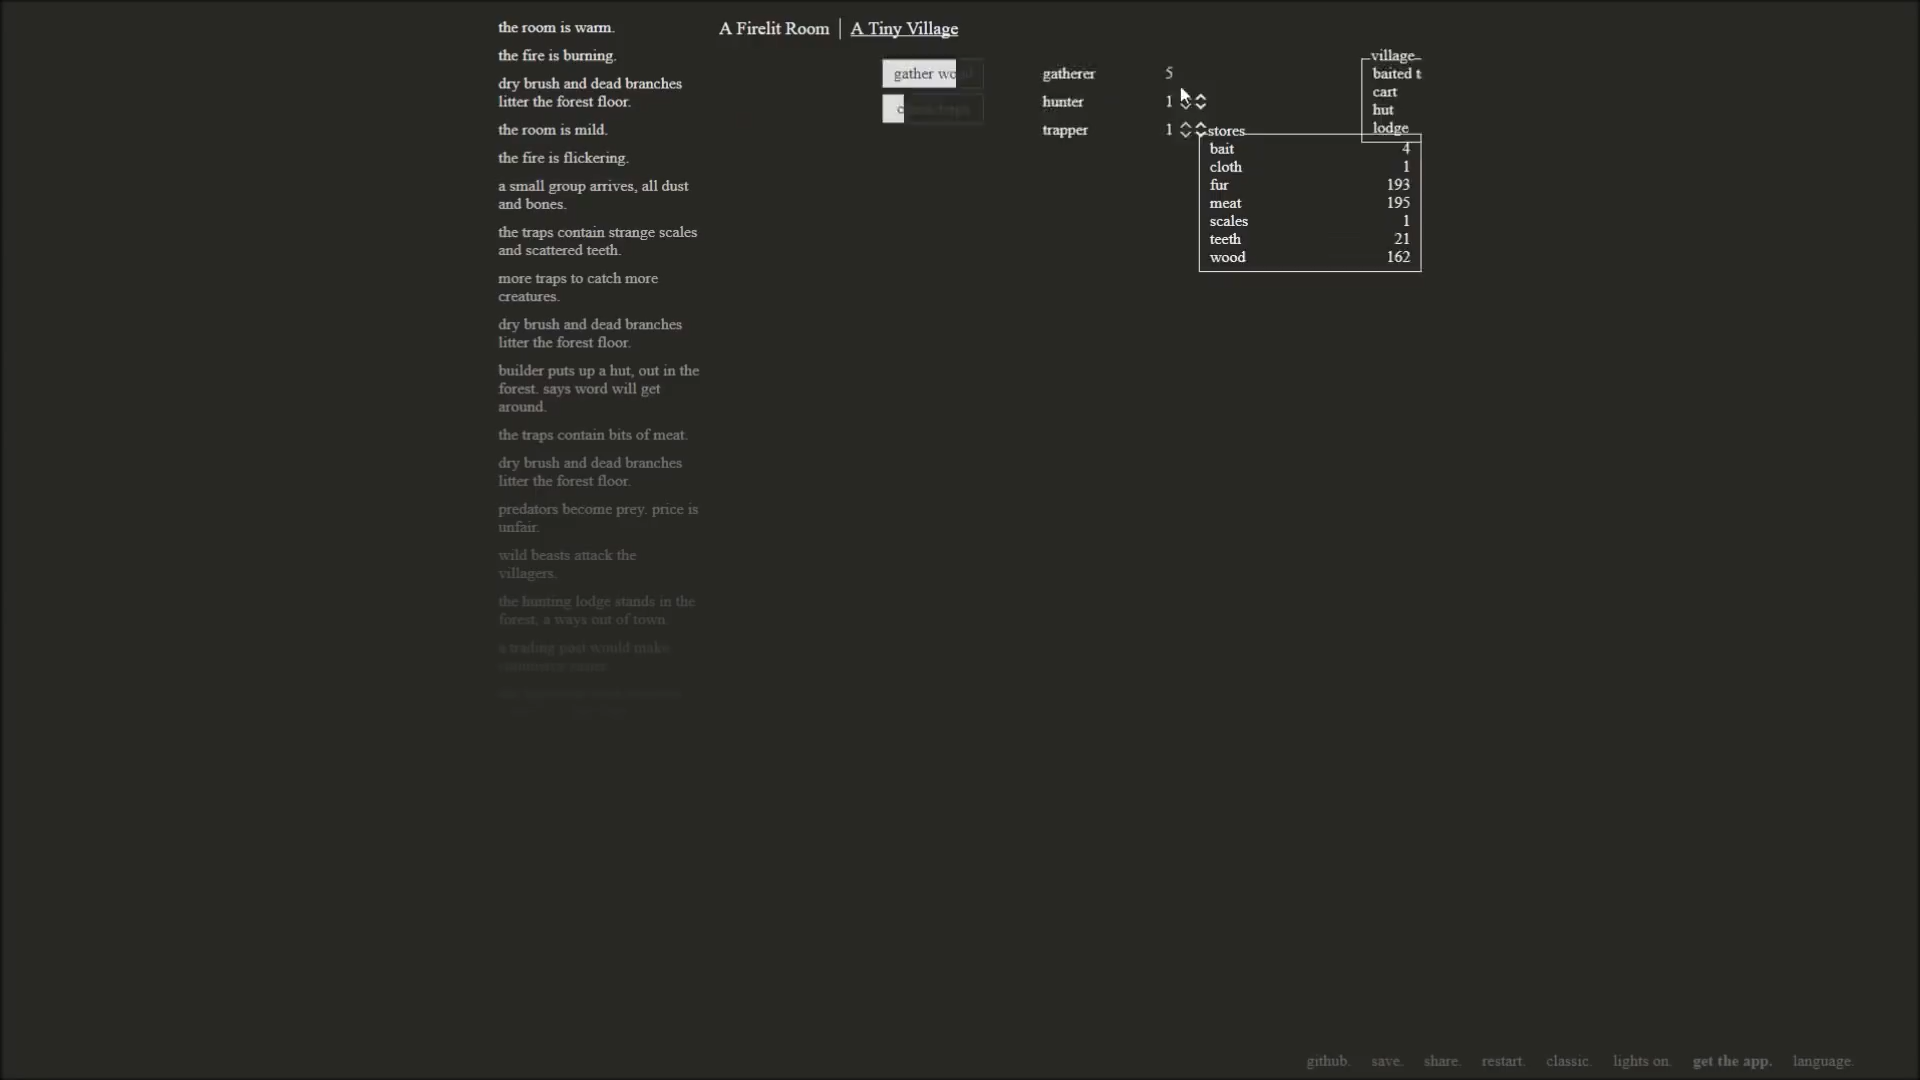 the room is warm.
the fire is burning.
dry brush and dead branches
litter the forest floor.
the room is mild.
the fire is flickering.
a small group arrives, all dust
and bones.
the traps contain strange scales
and scattered teeth.
more traps to catch more
creatures.
dry brush and dead branches
litter the forest floor.
builder puts up a hut, out in the
forest. says word will get
around.
the traps contain bits of meat.
dry brush and dead branches
litter the forest floor.
predators become prey. price is
unfair.
wild beasts attack the
villagers.
the hunting lodge stands in the
forest, a ways out of town.
a trading post would make
A Firelit Room | A Tiny Village
gather
gatherer 5
hunter 1
trapper 1
village
baited t
cart
hut
lodge
stores
bait 4
cloth 1
fur 193
meat 195
scales 1
teeth 21
wood 162
github. save. share. restart. classic. lights on. get the app. language.